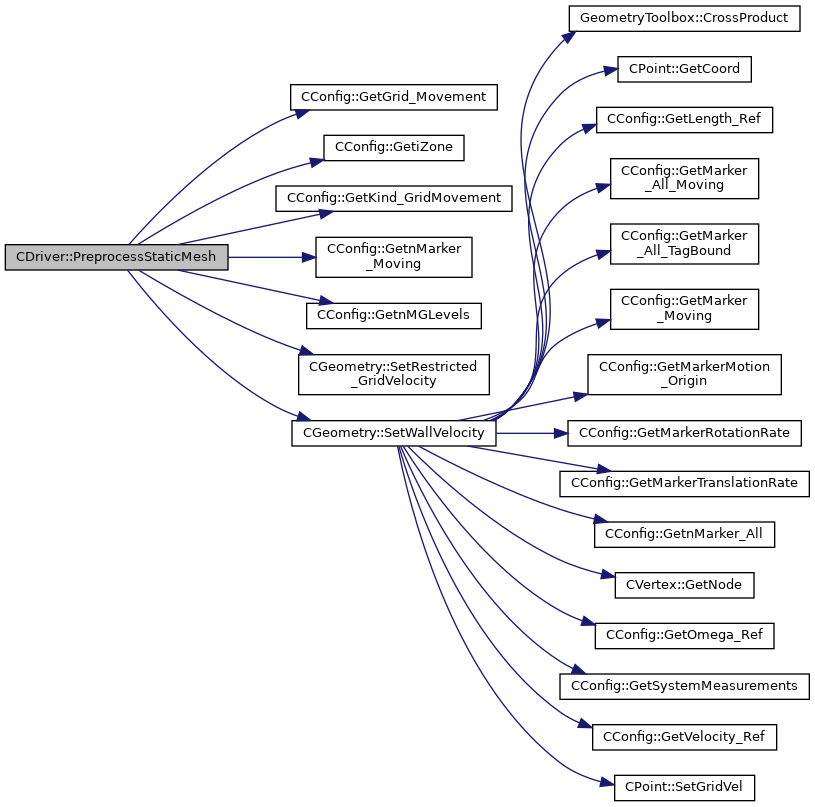 CDriver::PreprocessStaticMesh
CConfig::GetGrid_Movement
CConfig::GetiZone
CConfig::GetKind_GridMovement
CConfig::GetnMarker
_Moving
CConfig::GetnMGLevels
CGeometry::SetRestricted
_GridVelocity
CGeometry::SetWallVelocity
GeometryToolbox::CrossProduct
CPoint::GetCoord
CConfig::GetLength_Ref
CConfig::GetMarker
_All_Moving
CConfig::GetMarker
_All_TagBound
CConfig::GetMarker
_Moving
CConfig::GetMarkerMotion
_Origin
CConfig::GetMarkerRotationRate
CConfig::GetMarkerTranslationRate
CConfig::GetnMarker_All
CVertex::GetNode
CConfig::GetOmega_Ref
CConfig::GetSystemMeasurements
CConfig::GetVelocity_Ref
CPoint::SetGridVel